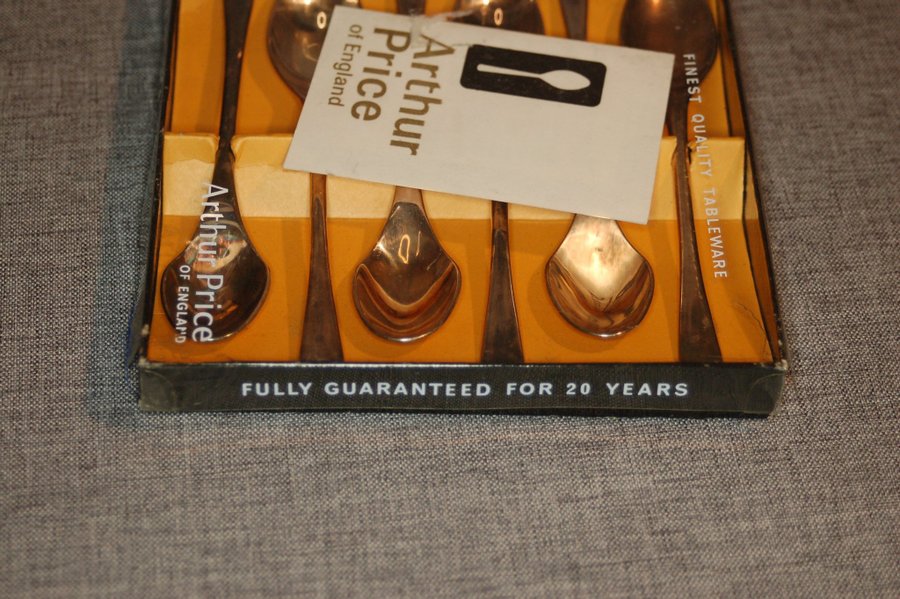 Arthur
Price
of England
FINEST QUALITY TABLEWARE
Arthur Price
OF ENGLAND
FULLY GUARANTEED FOR 20 YEARS